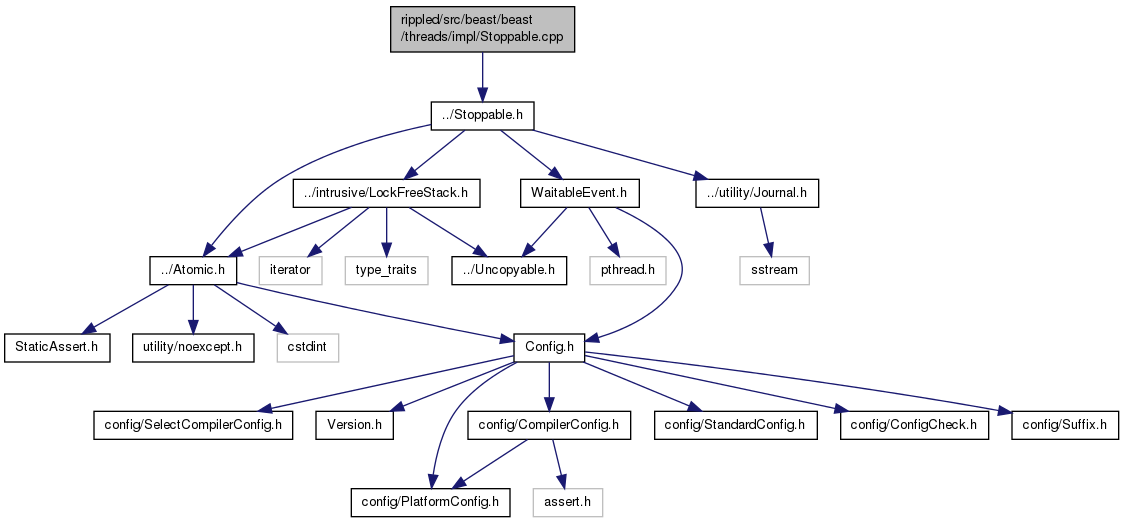 rippled/src/beast/beast
/threads/impl/Stoppable.cpp
../Stoppable.h
../intrusive/LockFreeStack.h
WaitableEvent.h
../utility/Journal.h
../Atomic.h
iterator
type_traits
../Uncopyable.h
pthread.h
sstream
StaticAssert.h
utility/noexcept.h
cstdint
Config.h
config/SelectCompilerConfig.h
Version.h
config/CompilerConfig.h
config/StandardConfig.h
config/ConfigCheck.h
config/Suffix.h
config/PlatformConfig.h
assert.h